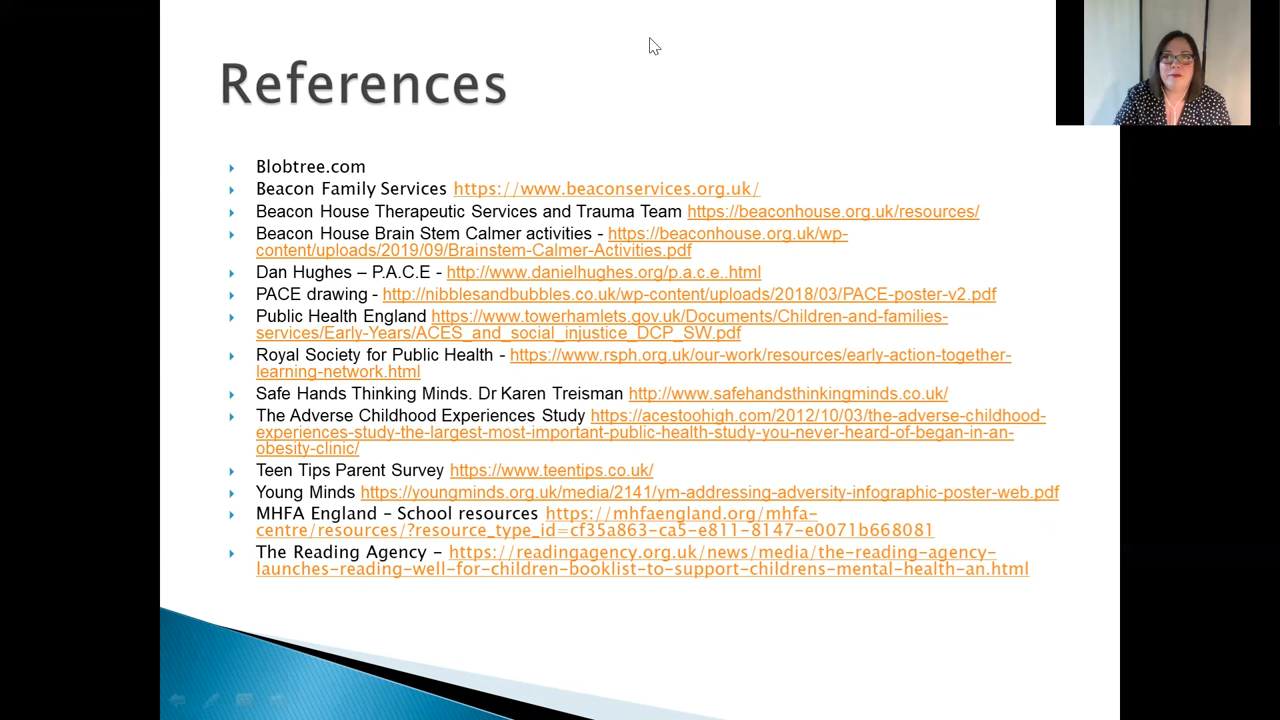 References
Blobtree.com
Beacon Family Services https://www.beaconservices.org.uk/
Beacon House Therapeutic Services and Trauma Team https://beaconhouse.org.uk/resources/
Beacon House Brain Stem Calmer activities - https://beaconhouse.org.uk/wp-
content/uploads/2019/09/Brainstem-Calmer-Activities.pdf
Dan Hughes – P.A.C.E - http://www.danielhughes.org/p.a.c.e..html
PACE drawing - http://nibblesandbubbles.co.uk/wp-content/uploads/2018/03/PACE-poster-v2.pdf
Public Health England https://www.towerhamlets.gov.uk/Documents/Children-and-families-
services/Early-Years/ACES_and_social_injustice_DCP_SW.pdf
Royal Society for Public Health - https://www.rsph.org.uk/our-work/resources/early-action-together-
learning-network.html
Safe Hands Thinking Minds. Dr Karen Treisman http://www.safehandsthinkingminds.co.uk/
The Adverse Childhood Experiences Study https://acestoohigh.com/2012/10/03/the-adverse-childhood-
experiences-study-the-largest-most-important-public-health-study-you-never-heard-of-began-in-an-
obesity-clinic/
Teen Tips Parent Survey https://www.teentips.co.uk/
Young Minds https://youngminds.org.uk/media/2141/ym-addressing-adversity-infographic-poster-web.pdf
MHFA England – School resources https://mhfaengland.org/mhfa-
centre/resources/?resource_type_id=cf35a863-ca5-e811-8147-e0071b668081
The Reading Agency – https://readingagency.org.uk/news/media/the-reading-agency-
launches-reading-well-for-children-booklist-to-support-childrens-mental-health-an.html